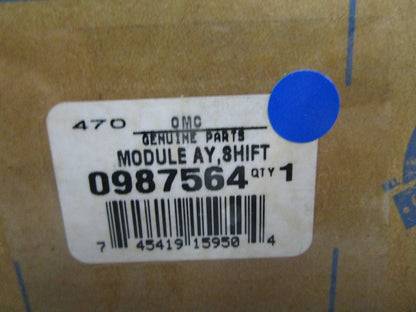 470 OMC
GENUINE PARTS
MODULE AY,SHIFT
0987564 QTY 1
7 45419 15950 4